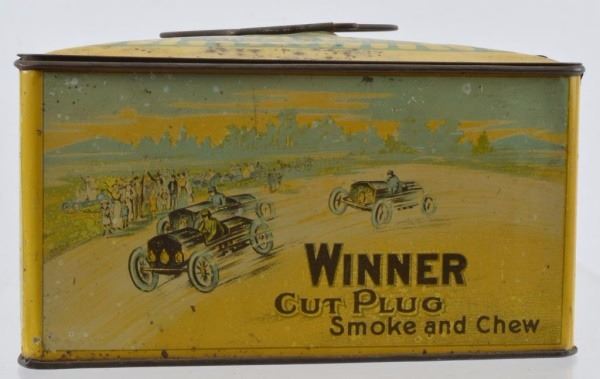 WINNER
CUT PLUG
Smoke and Chew